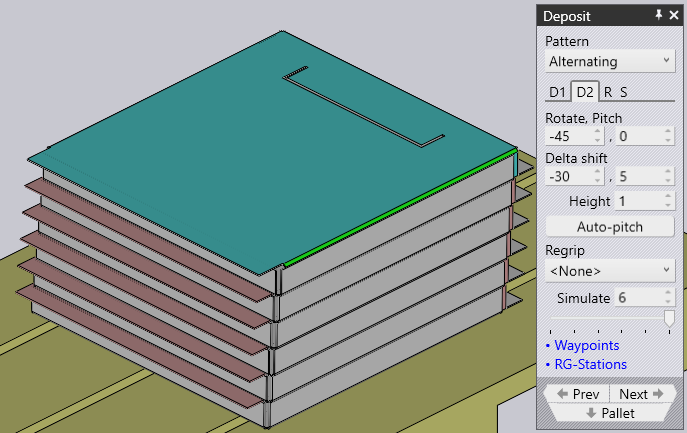 Deposit
Pattern
Alternating
D1 D2 R S
Rotate, Pitch
-45 , 0
Delta shift
-30 , 5
Height 1
Auto-pitch
Regrip
<None>
Simulate 6
• Waypoints
• RG-Stations
Prev Next
Pallet